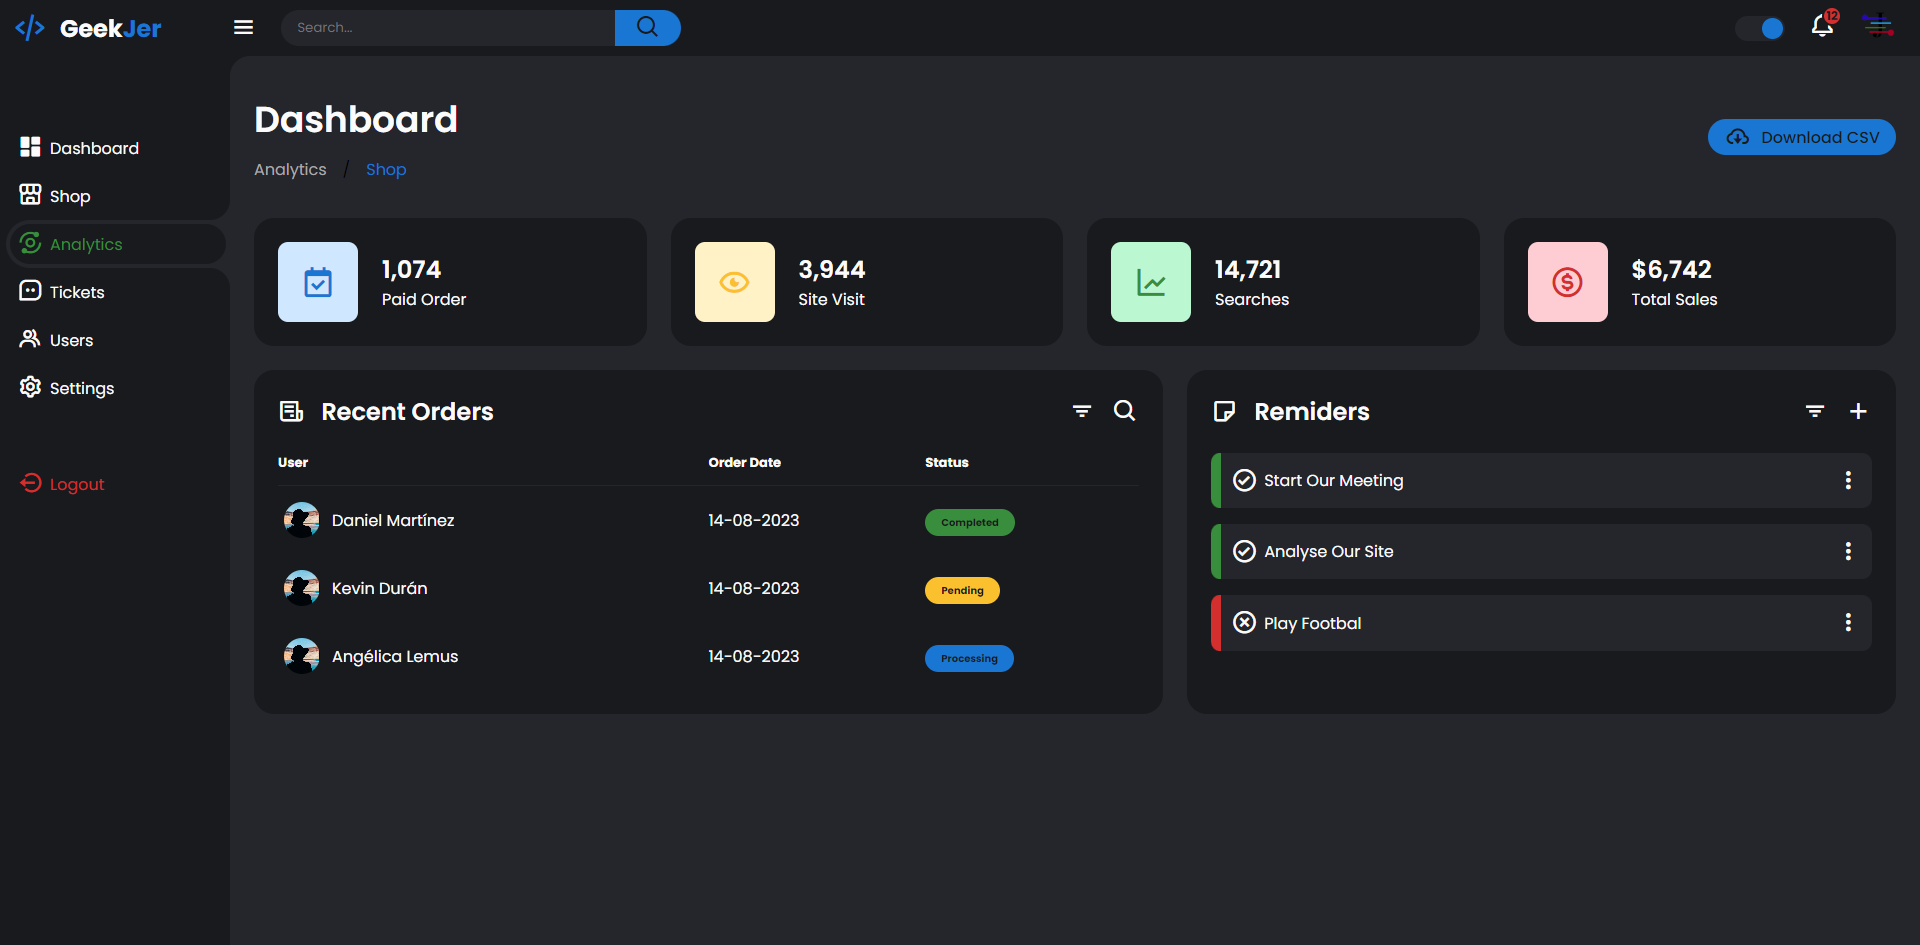 GeekJer
Search...
12
Dashboard
Shop
Analytics
Tickets
Users
Settings
Logout
Dashboard
Analytics / Shop
Download CSV
1,074
Paid Order
3,944
Site Visit
14,721
Searches
$6,742
Total Sales
Recent Orders
User Order Date Status
Daniel Martínez 14-08-2023 Completed
Kevin Durán 14-08-2023 Pending
Angélica Lemus 14-08-2023 Processing
Remiders
Start Our Meeting
Analyse Our Site
Play Footbal